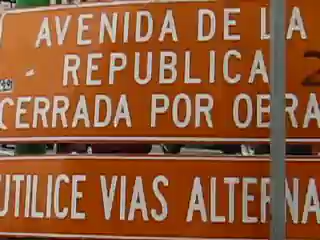 AVENIDA DE LA
REPUBLICA
CERRADA POR OBRA
UTILICE VIAS ALTERNA